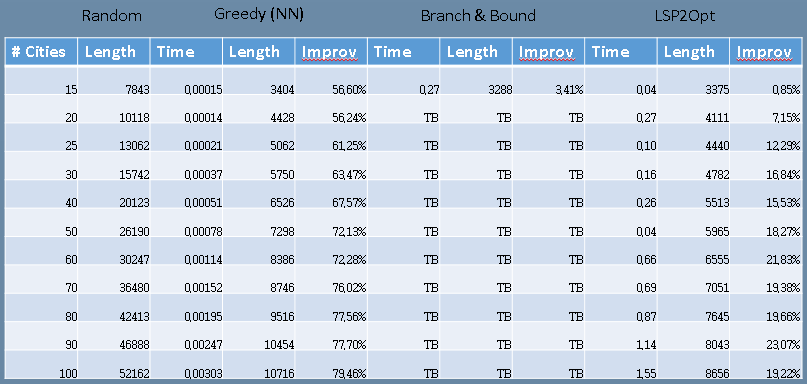 Random Greedy (NN) Branch & Bound LSP2Opt
# Cities Length Time Length Improv Time Length Improv Time Length Improv
15 7843 0,00015 3404 56,60% 0,27 3288 3,41% 0,04 3375 0,85%
20 10118 0,00014 4428 56,24% TB TB TB 0,27 4111 7,15%
25 13062 0,00021 5062 61,25% TB TB TB 0,10 4440 12,29%
30 15742 0,00037 5750 63,47% TB TB TB 0,16 4782 16,84%
40 20123 0,00051 6526 67,57% TB TB TB 0,26 5513 15,53%
50 26190 0,00078 7298 72,13% TB TB TB 0,04 5965 18,27%
60 30247 0,00114 8386 72,28% TB TB TB 0,66 6555 21,83%
70 36480 0,00152 8746 76,02% TB TB TB 0,69 7051 19,38%
80 42413 0,00195 9516 77,56% TB TB TB 0,87 7645 19,66%
90 46888 0,00247 10454 77,70% TB TB TB 1,14 8043 23,07%
100 52162 0,00303 10716 79,46% TB TB TB 1,55 8656 19,22%